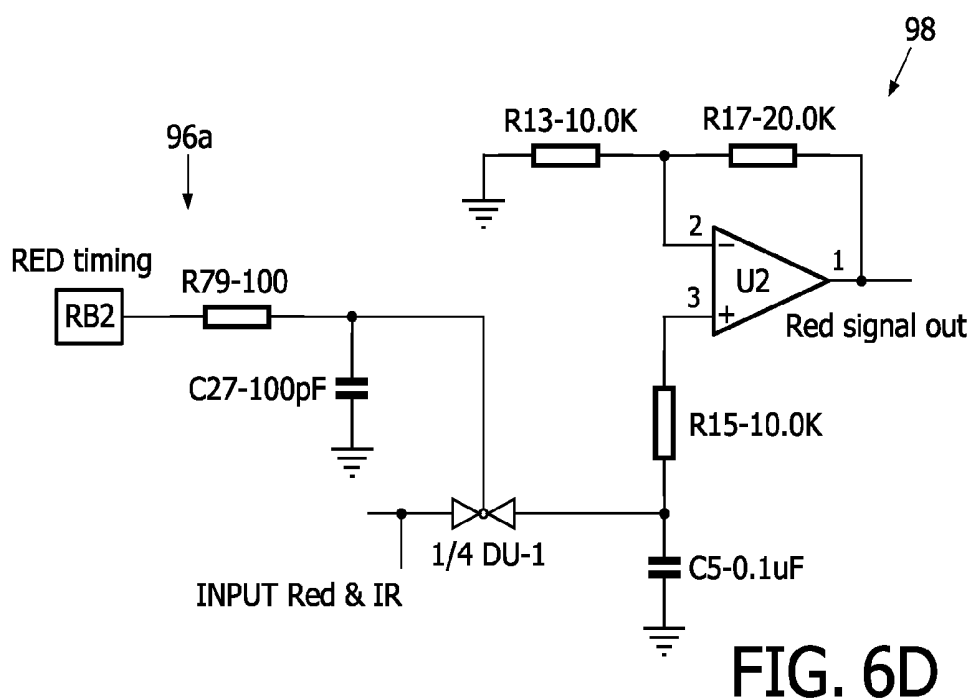 98
R13-10.0K
R17-20.0K
96a
RED timing
R79-100
RB2
2
−
U2
1
3
+
Red signal out
C27-100pF
R15-10.0K
1/4 DU-1
C5-0.1uF
INPUT Red & IR
FIG. 6D